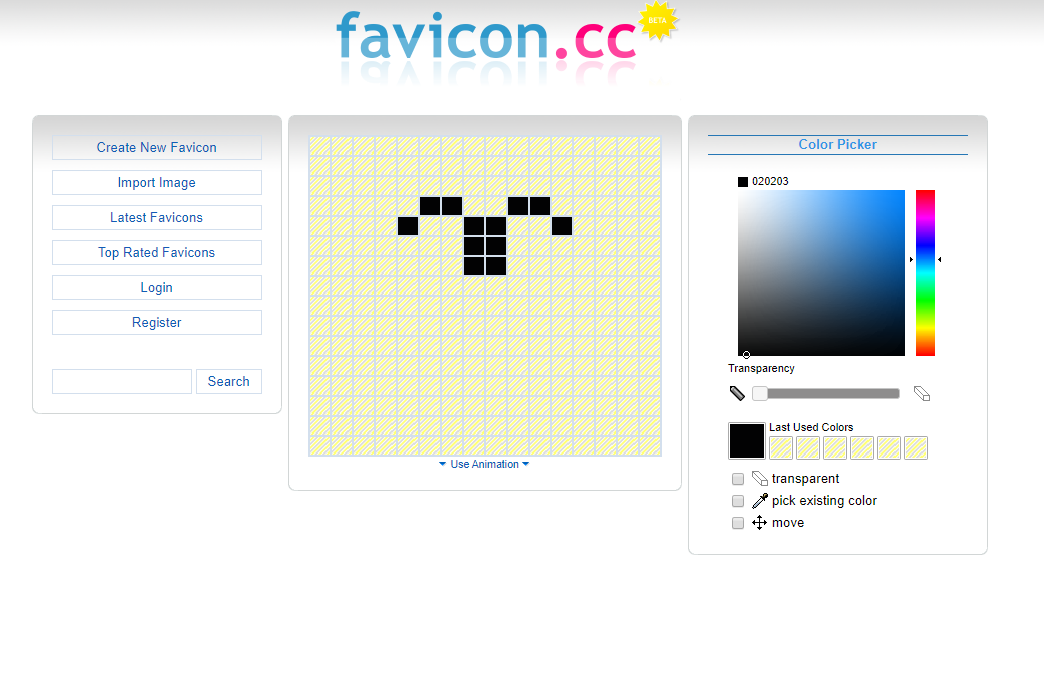 favicon.cc
BETA
Create New Favicon
Import Image
Latest Favicons
Top Rated Favicons
Login
Register
Search
Use Animation
Color Picker
020203
Transparency
Last Used Colors
transparent
pick existing color
move